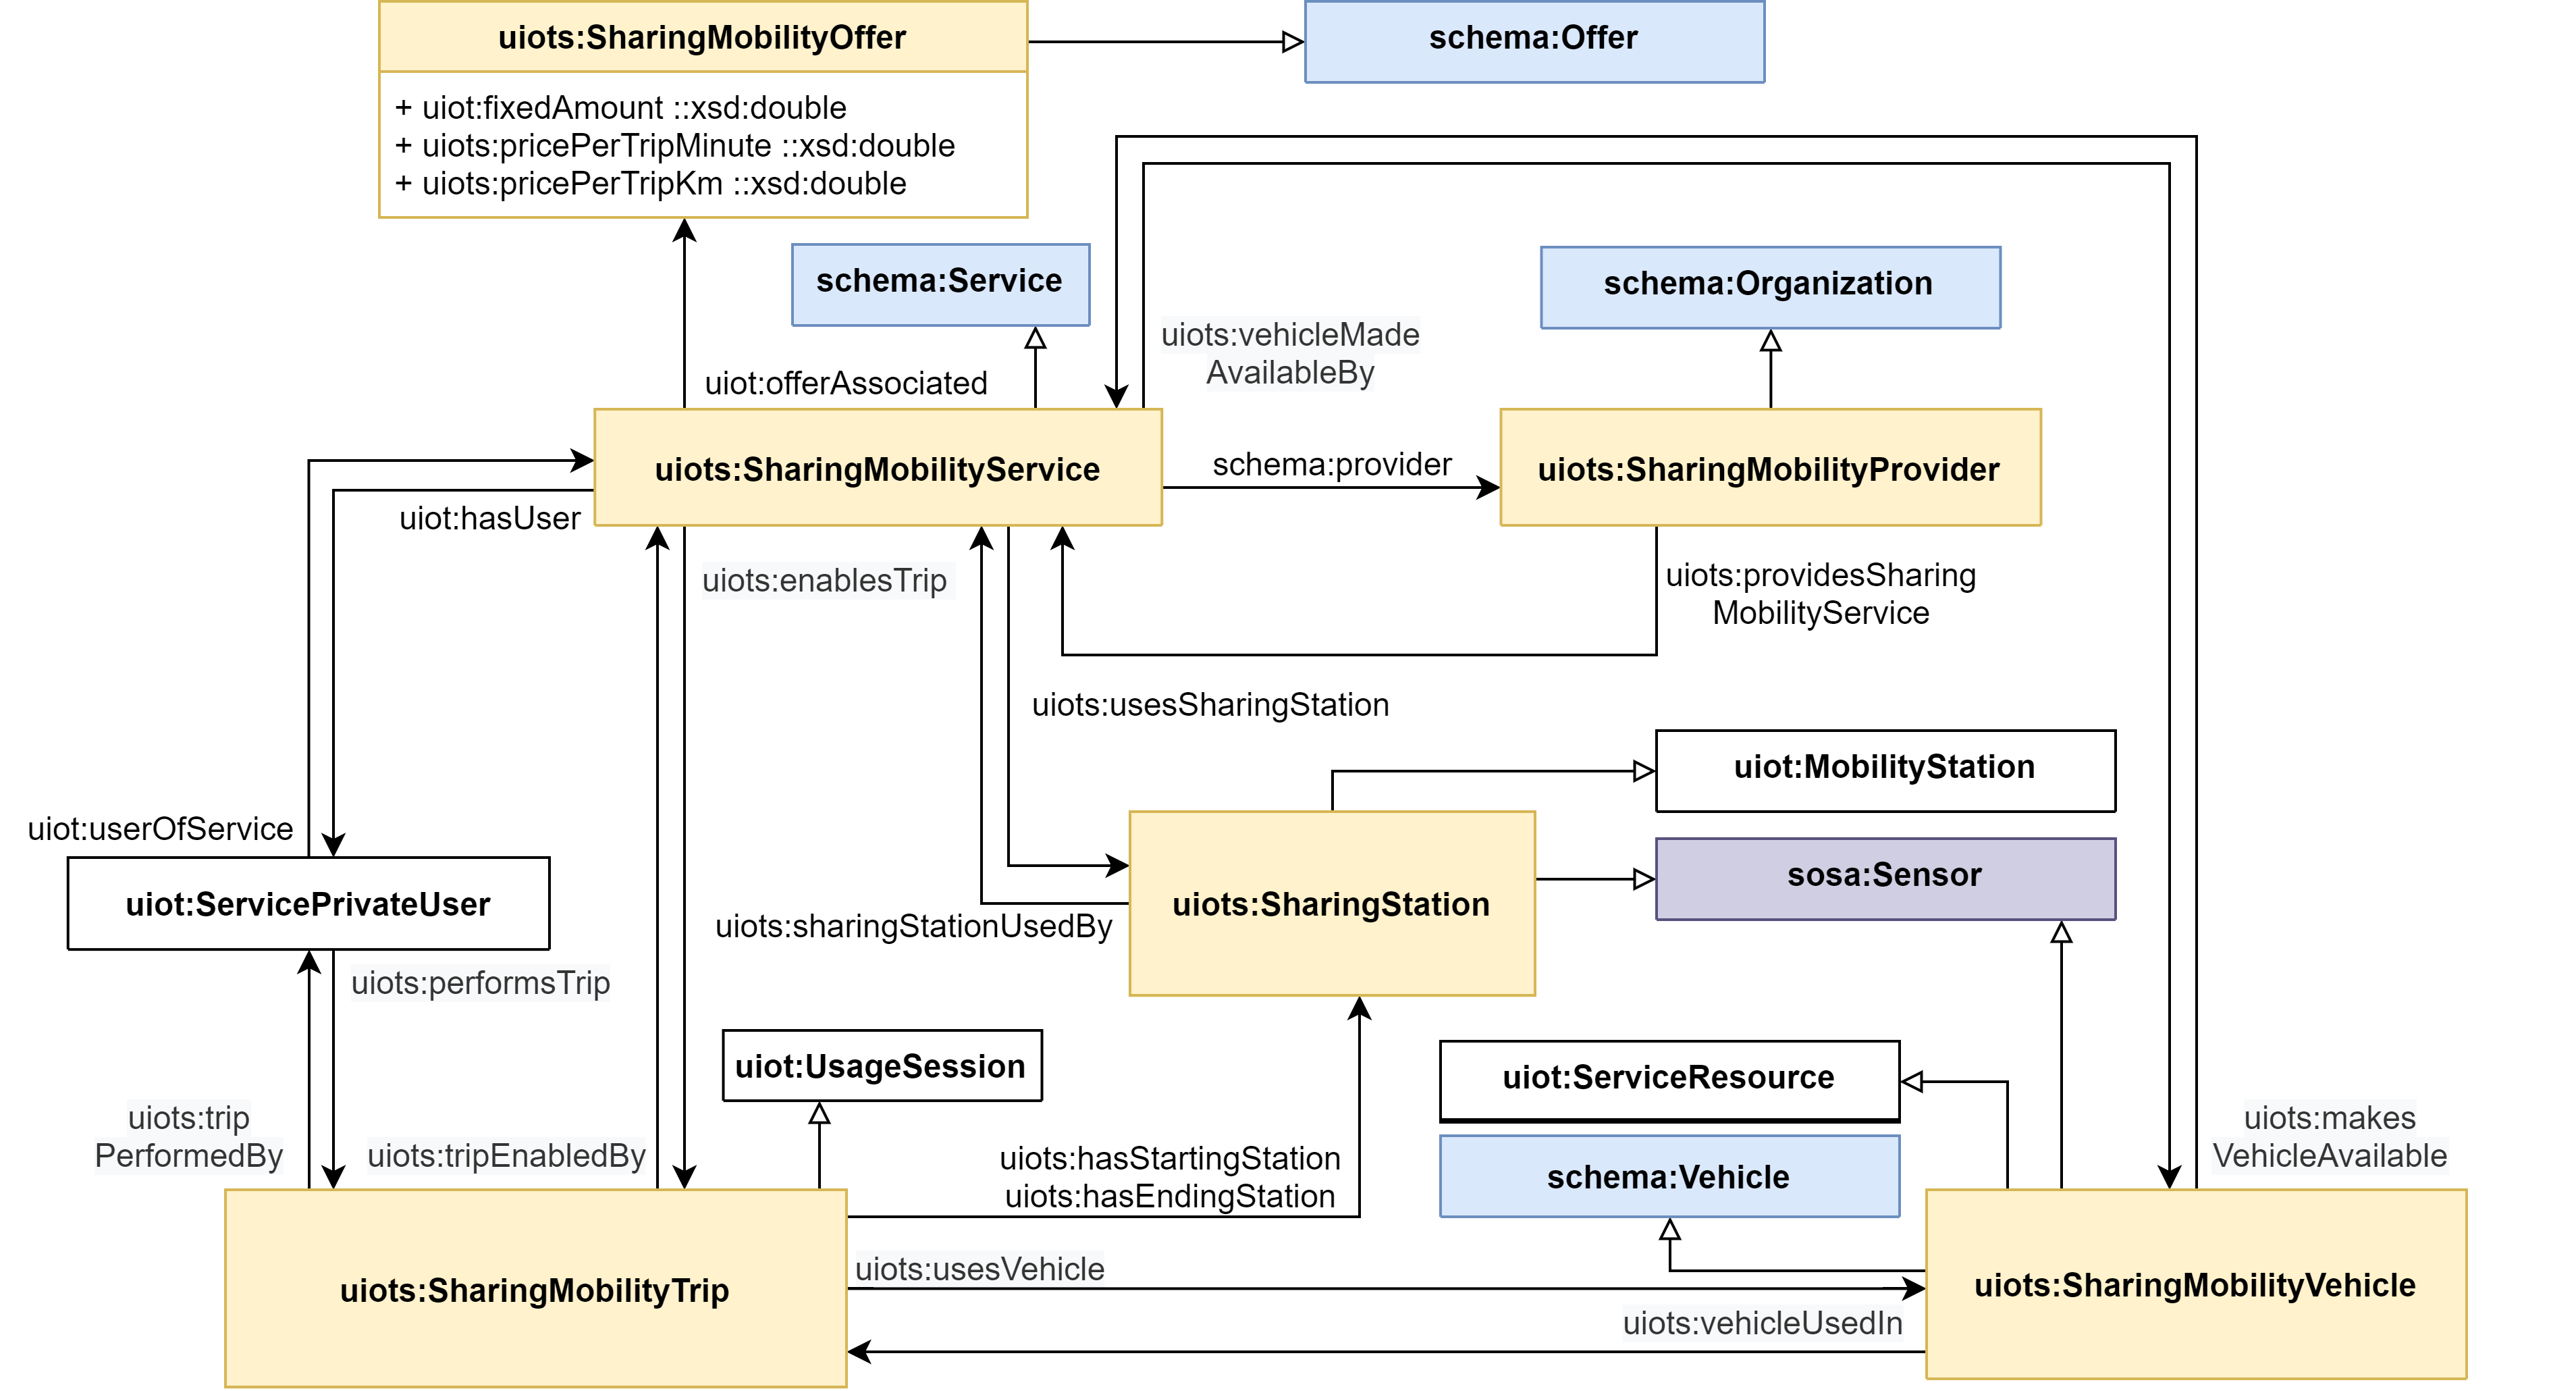 uiots:SharingMobilityOffer
schema:Offer
+ uiot:fixedAmount ::xsd:double
+ uiots:pricePerTripMinute ::xsd:double
+ uiots:pricePerTripKm ::xsd:double
schema:Service
schema:Organization
uiots:vehicleMade
AvailableBy
uiot:offerAssociated
uiots:SharingMobilityService
schema:provider
uiots:SharingMobilityProvider
uiot:hasUser
uiots:enablesTrip
uiots:providesSharing
MobilityService
uiots:usesSharingStation
uiot:MobilityStation
uiot:userOfService
uiot:ServicePrivateUser
uiots:SharingStation
sosa:Sensor
uiots:sharingStationUsedBy
uiots:performsTrip
uiot:UsageSession
uiot:ServiceResource
uiots:trip
PerformedBy
uiots:tripEnabledBy
uiots:hasStartingStation
uiots:hasEndingStation
schema:Vehicle
uiots:makes
VehicleAvailable
uiots:SharingMobilityTrip
uiots:usesVehicle
uiots:vehicleUsedIn
uiots:SharingMobilityVehicle